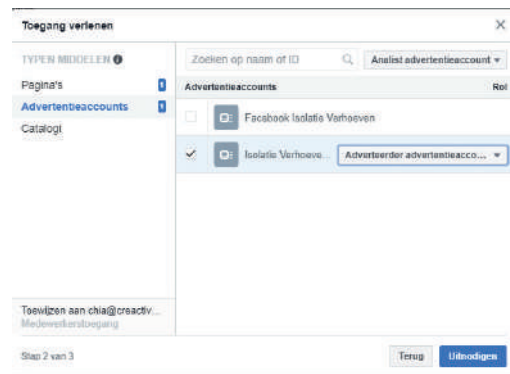 Toegang verlenen
TYPEN MIDDELEN
Zoeken op naam of ID
Analist advertentieaccount
Pagina's 1
Advertentieaccounts Rol
Advertentieaccounts 1
Catalogi
Facebook Isolatie Verhoeven
Isolatie Verhoeve... Adverteerder advertentieacco...
Toewijzen aan chia@creactiv...
Medewerkerstoegang
Stap 2 van 3
Terug
Uitnodigen